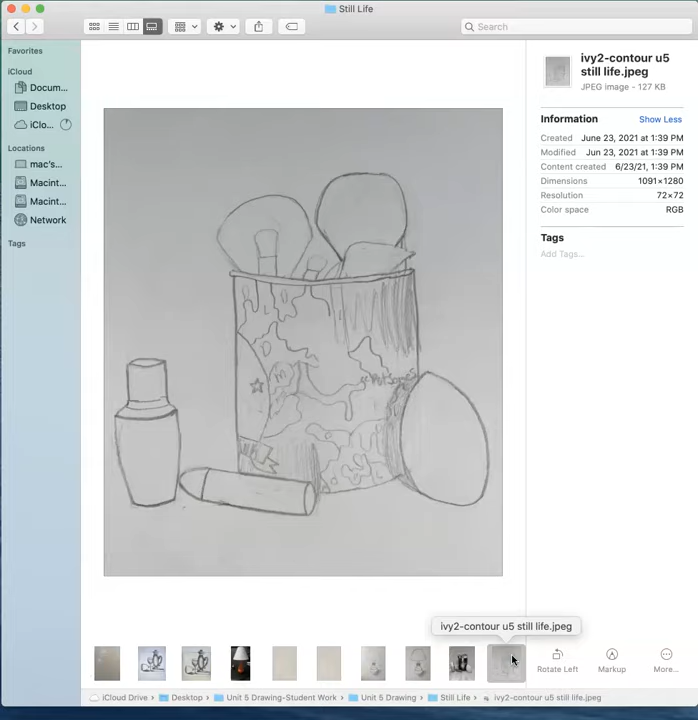 Still Life
Search
Favorites
iCloud
Docum...
Desktop
iClo...
Locations
mac's...
Macint...
Macint...
Network
Tags
ivy2-contour u5
still life.jpeg
JPEG image - 127 KB
Information Show Less
Created June 23, 2021 at 1:39 PM
Modified Jun 23, 2021 at 1:39 PM
Content created 6/23/21, 1:39 PM
Dimensions 1091×1280
Resolution 72×72
Color space RGB
Tags
Add Tags...
ivy2-contour u5 still life.jpeg
Rotate Left Markup More...
iCloud Drive › Desktop › Unit 5 Drawing-Student Work › Unit 5 Drawing › Still Life › ivy2-contour u5 still life.jpeg